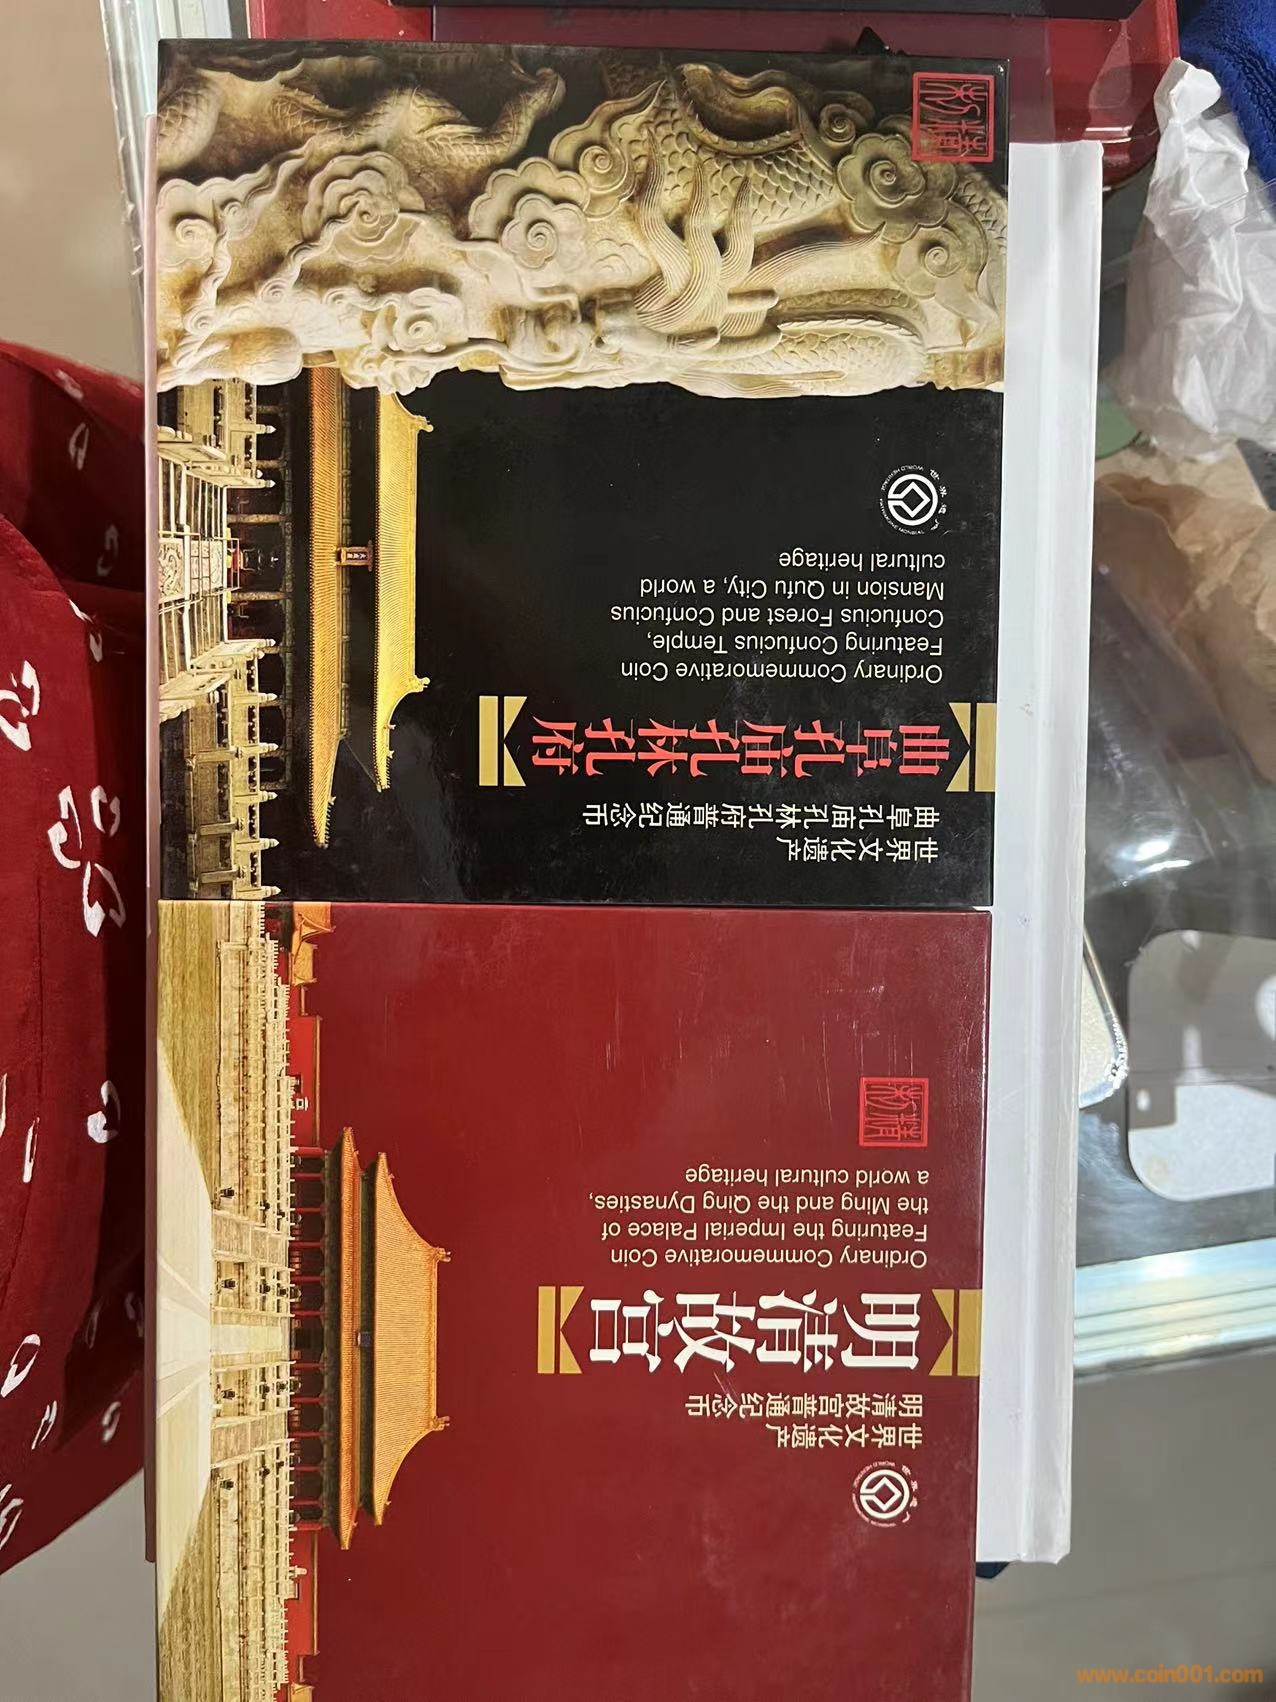 世界文化遗产
曲阜孔庙孔林孔府普通纪念币
曲阜孔庙孔林孔府
Ordinary Commemorative Coin
Featuring Confucius Temple,
Confucius Forest and Confucius
Mansion in Qufu City, a world
cultural heritage
世界文化遗产
明清故宫普通纪念币
明清故宫
Ordinary Commemorative Coin
Featuring the Imperial Palace of
the Ming and the Qing Dynasties,
a world cultural heritage
www.coin001.com